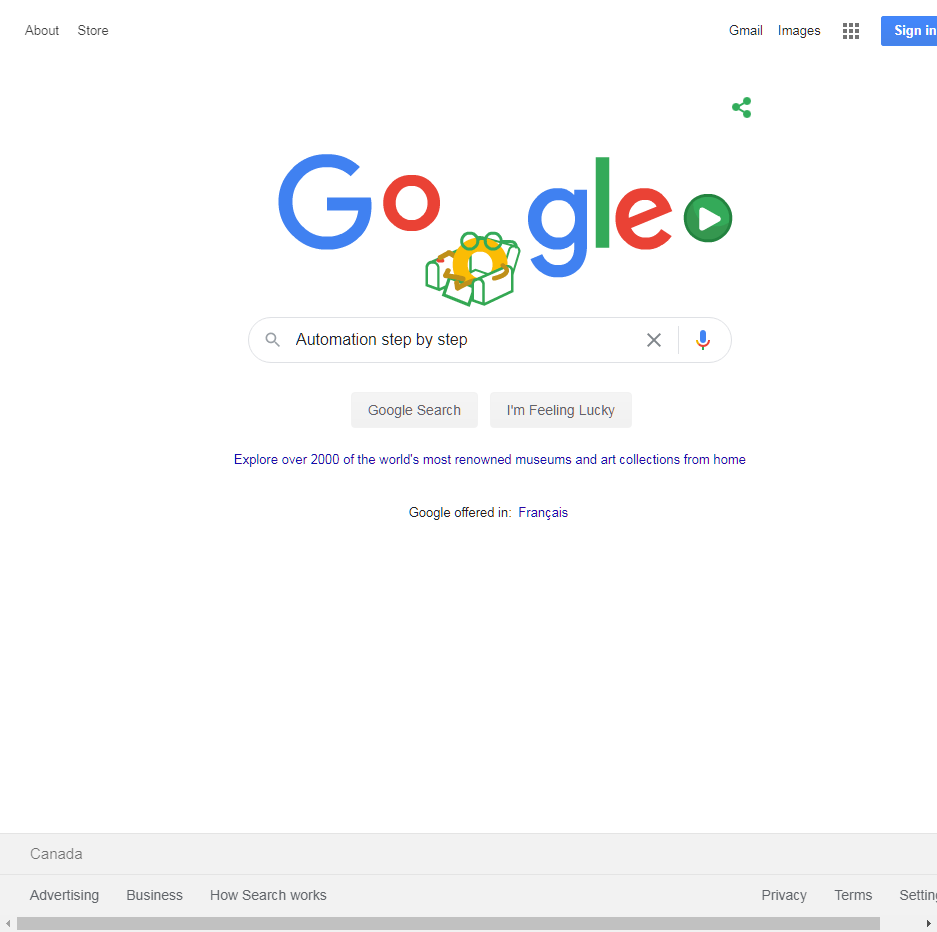 About Store Gmail Images Sign in
Google
Automation step by step
Google Search I'm Feeling Lucky
Explore over 2000 of the world's most renowned museums and art collections from home
Google offered in: Français
Canada
Advertising Business How Search works Privacy Terms Settin